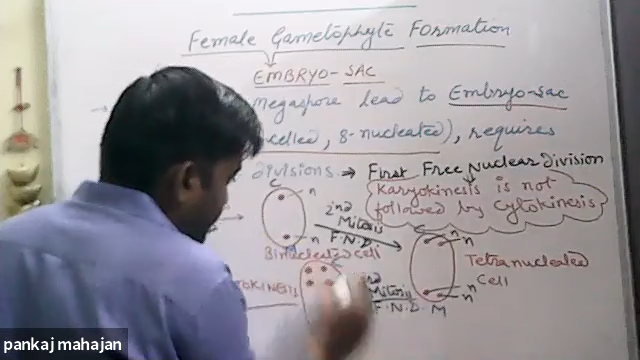 Female Gametophyte Formation
EMBRYO-SAC
megaspore lead to Embryo-Sac
celled, 8-nucleated), requires
divisions → First Free Nuclear division
Karyokinesis is not
followed by cytokinesis
C n
n
2nd
Mitosis
F.N.D
Binucleated cell
C n
n
n
n
M
Tetranucleated
Cell
Mitosis
F.N.D
pankaj mahajan